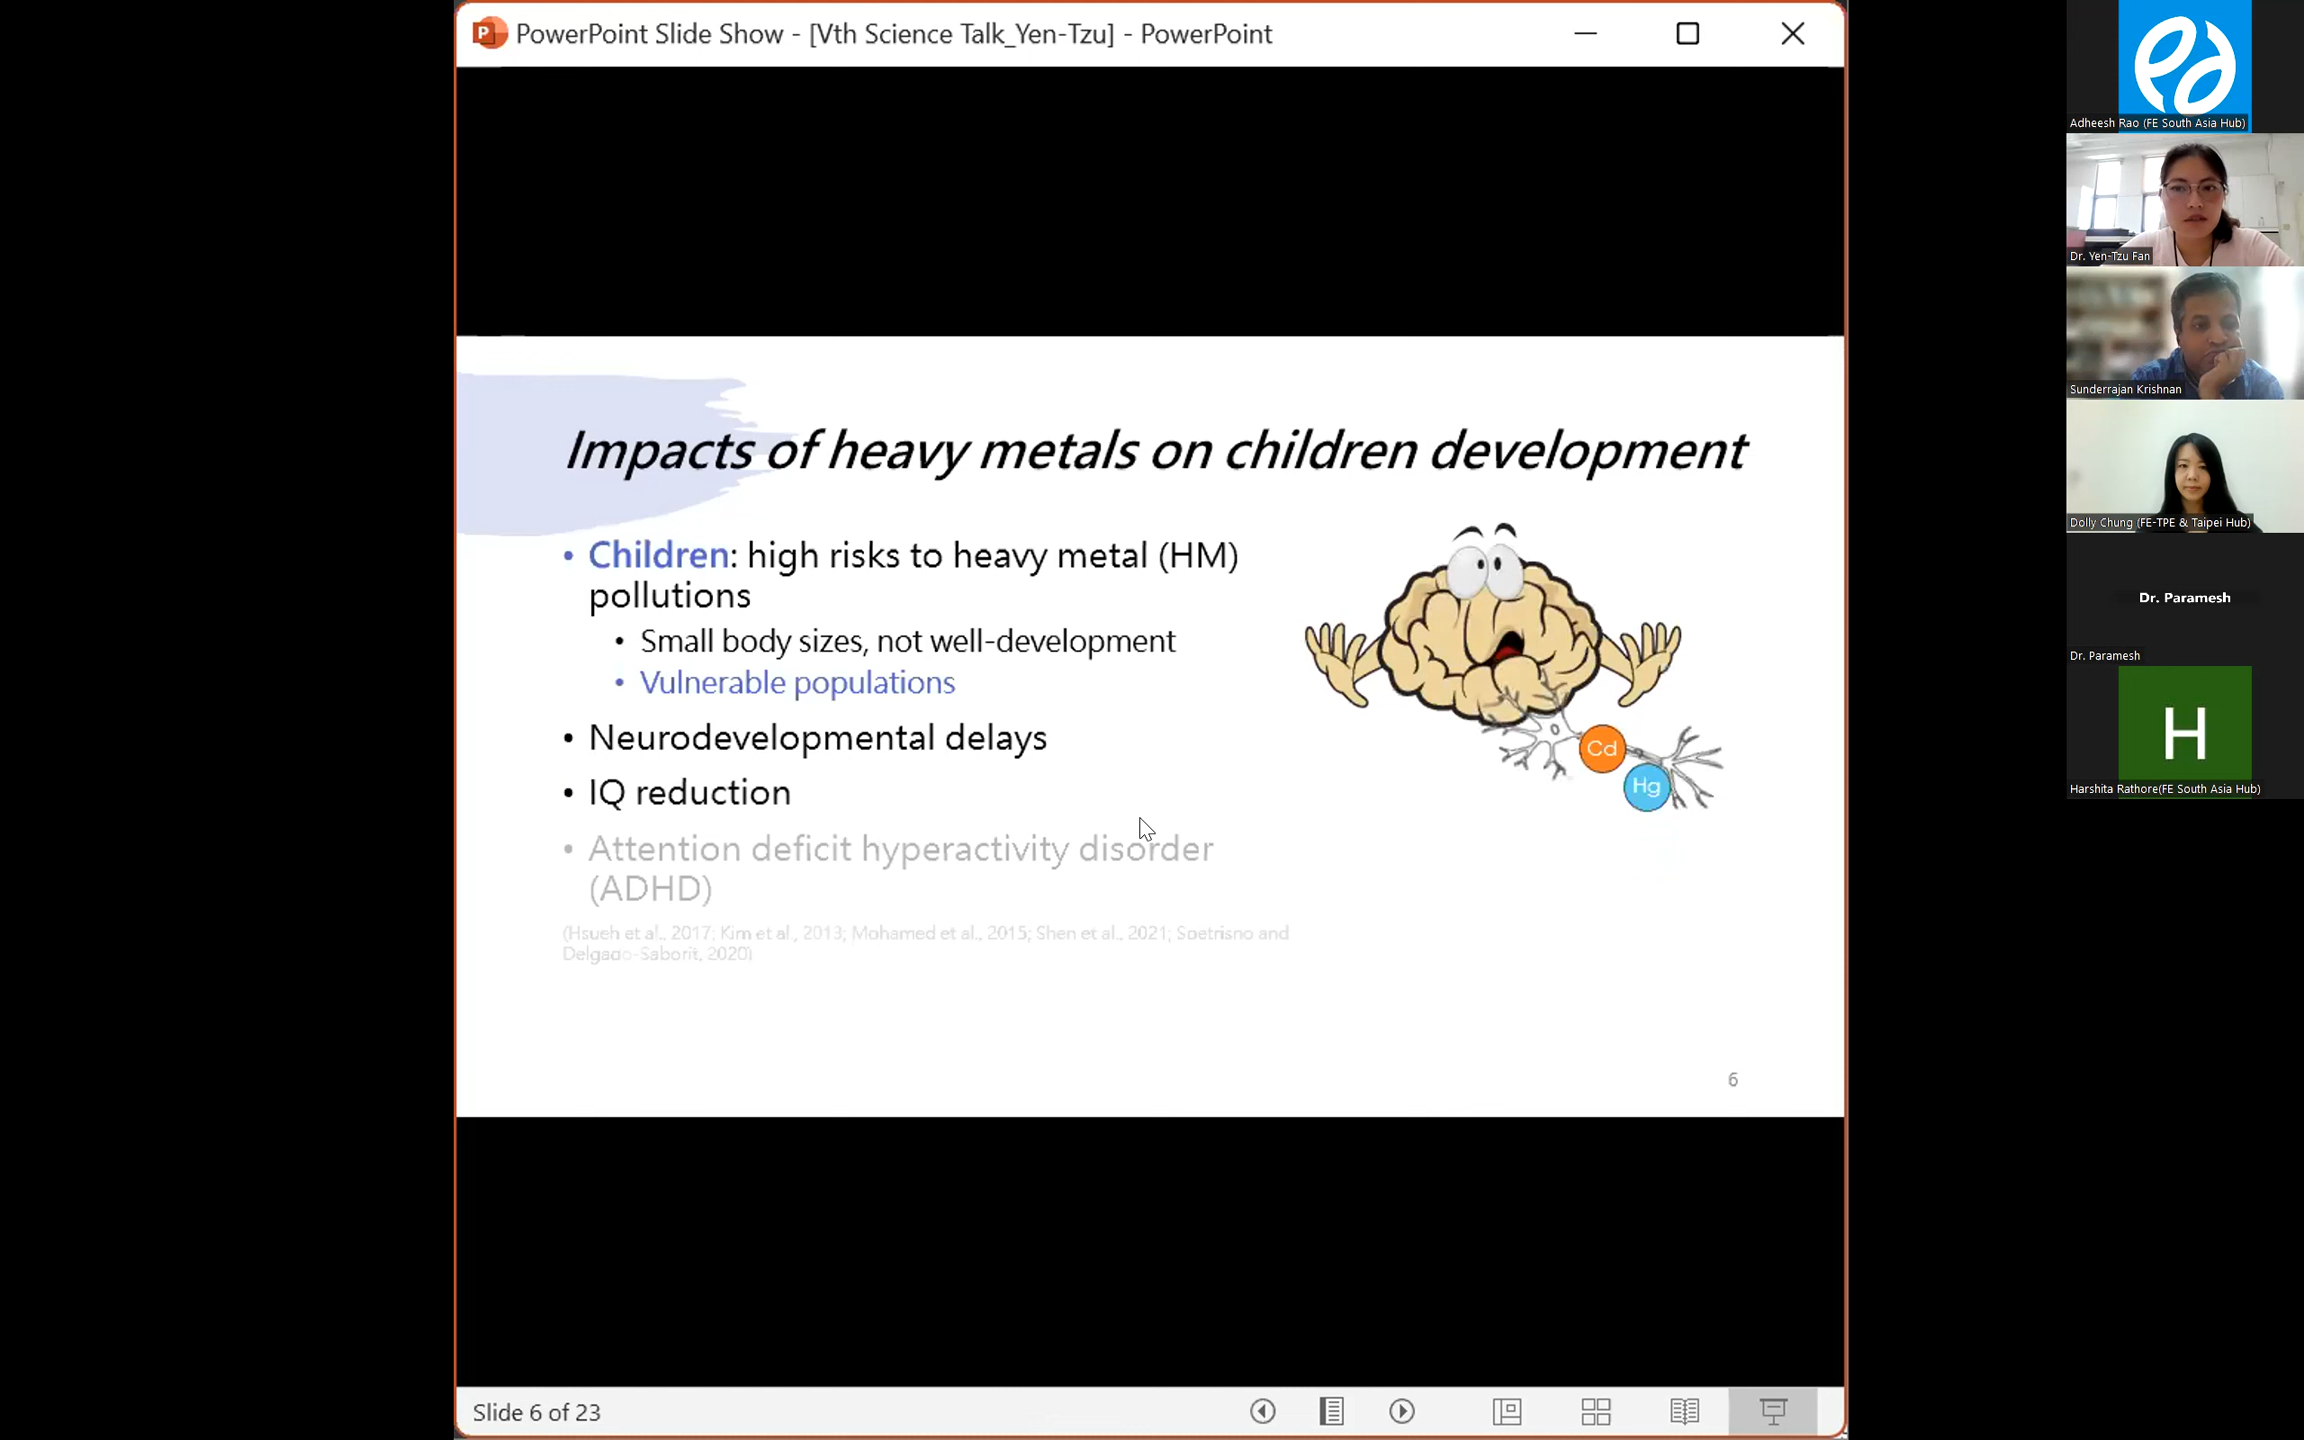 PowerPoint Slide Show - [Vth Science Talk_Yen-Tzu] - PowerPoint
Impacts of heavy metals on children development
• Children: high risks to heavy metal (HM)
pollutions
• Small body sizes, not well-development
• Vulnerable populations
• Neurodevelopmental delays
• IQ reduction
• Attention deficit hyperactivity disorder
(ADHD)
(Hsueh et al., 2017; Kim et al., 2013; Mohamed et al., 2015; Shen et al., 2021; Soetrisno and
Delgado-Saborit, 2020)
Cd
Hg
6
Slide 6 of 23
Adheesh Rao (FE South Asia Hub)
Dr. Yen-Tzu Fan
Sunderrajan Krishnan
Dolly Chung (FE-TPE & Taipei Hub)
Dr. Paramesh
Dr. Paramesh
H
Harshita Rathore(FE South Asia Hub)